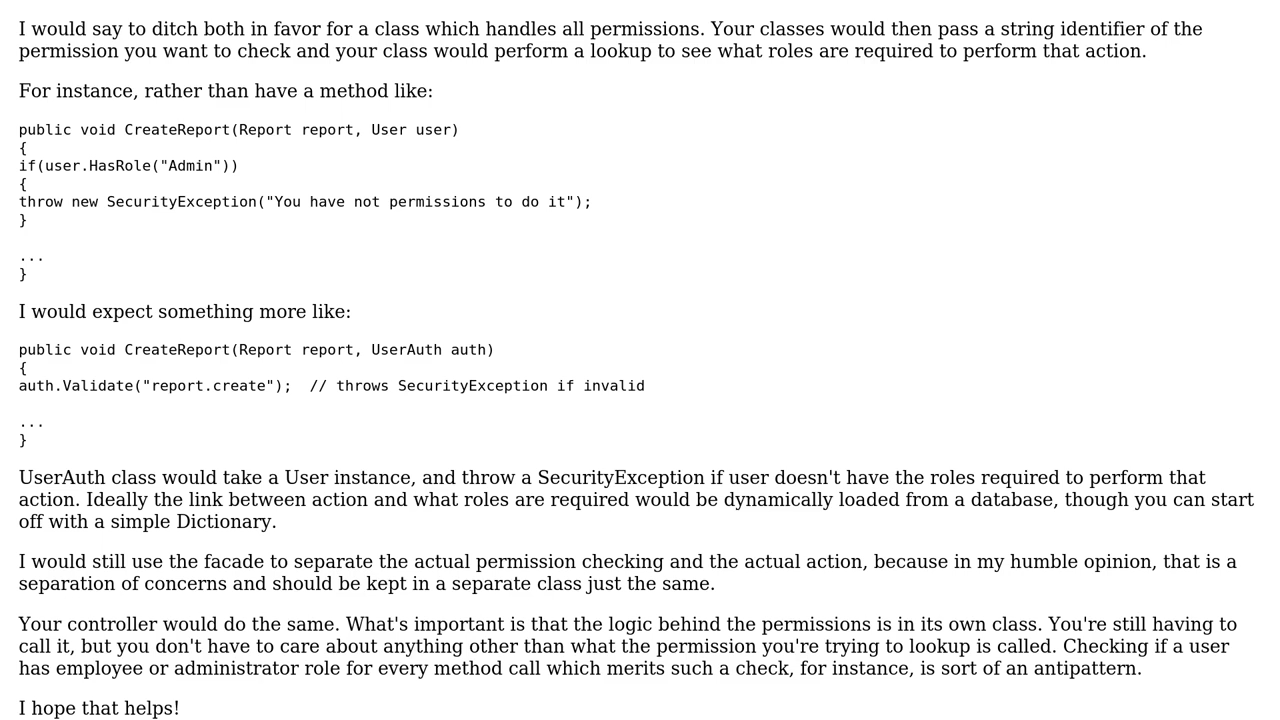 I would say to ditch both in favor for a class which handles all permissions. Your classes would then pass a string identifier of the
permission you want to check and your class would perform a lookup to see what roles are required to perform that action.
For instance, rather than have a method like:
public void CreateReport(Report report, User user)
{
if(user.HasRole("Admin"))
{
throw new SecurityException("You have not permissions to do it");
}
...
}
I would expect something more like:
public void CreateReport(Report report, UserAuth auth)
{
auth.Validate("report.create");  // throws SecurityException if invalid
...
}
UserAuth class would take a User instance, and throw a SecurityException if user doesn't have the roles required to perform that
action. Ideally the link between action and what roles are required would be dynamically loaded from a database, though you can start
off with a simple Dictionary.
I would still use the facade to separate the actual permission checking and the actual action, because in my humble opinion, that is a
separation of concerns and should be kept in a separate class just the same.
Your controller would do the same. What's important is that the logic behind the permissions is in its own class. You're still having to
call it, but you don't have to care about anything other than what the permission you're trying to lookup is called. Checking if a user
has employee or administrator role for every method call which merits such a check, for instance, is sort of an antipattern.
I hope that helps!